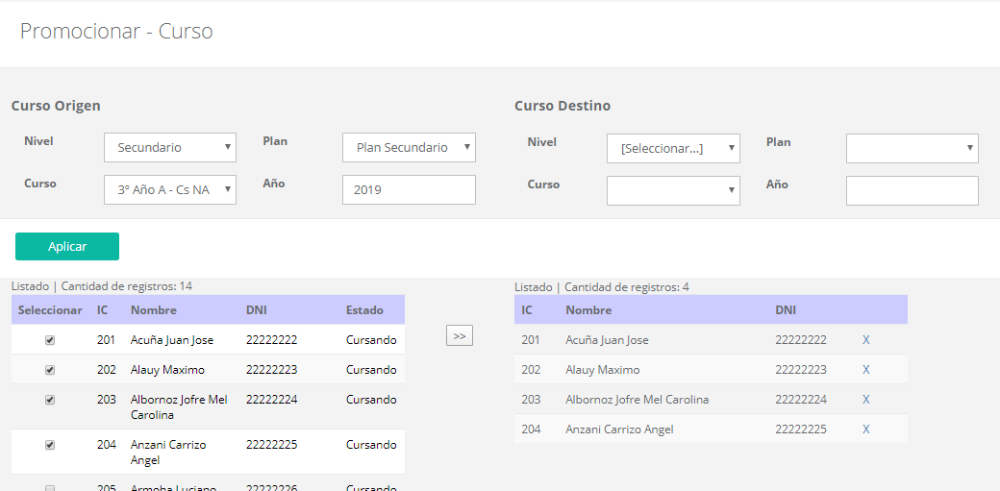 Promocionar - Curso
Curso Origen
Curso Destino
Nivel Secundario Plan Plan Secundario
Nivel [Seleccionar...] Plan
Curso 3º Año A - Cs NA Año 2019
Curso Año
Aplicar
Listado | Cantidad de registros: 14
Seleccionar IC Nombre DNI Estado
201 Acuña Juan Jose 22222222 Cursando
202 Alauy Maximo 22222223 Cursando
203 Albornoz Jofre Mel 22222224 Cursando
Carolina
204 Anzani Carrizo 22222225 Cursando
Angel
205 Armoha Luciano 22222226 Cursando
>>
Listado | Cantidad de registros: 4
IC Nombre DNI
201 Acuña Juan Jose 22222222 X
202 Alauy Maximo 22222223 X
203 Albornoz Jofre Mel Carolina 22222224 X
204 Anzani Carrizo Angel 22222225 X